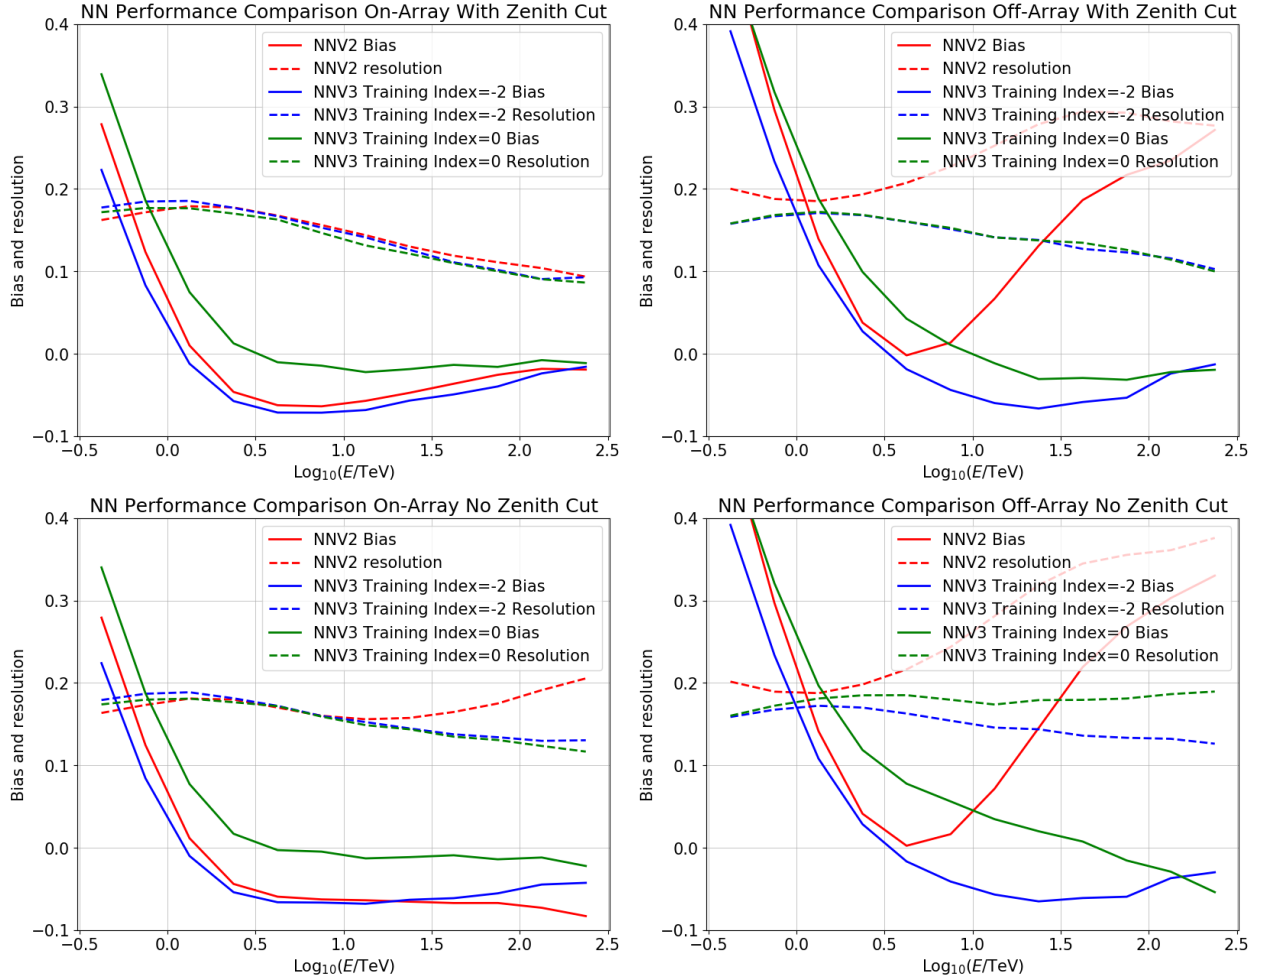 NN Performance Comparison On-Array With Zenith Cut
0.4
0.3
0.2
0.1
0.0
−0.1
Bias and resolution
NNV2 Bias
NNV2 resolution
NNV3 Training Index=-2 Bias
NNV3 Training Index=-2 Resolution
NNV3 Training Index=0 Bias
NNV3 Training Index=0 Resolution
−0.5 0.0 0.5 1.0 1.5 2.0 2.5
Log10(E/TeV)
NN Performance Comparison Off-Array With Zenith Cut
0.4
0.3
0.2
0.1
0.0
−0.1
Bias and resolution
NNV2 Bias
NNV2 resolution
NNV3 Training Index=-2 Bias
NNV3 Training Index=-2 Resolution
NNV3 Training Index=0 Bias
NNV3 Training Index=0 Resolution
−0.5 0.0 0.5 1.0 1.5 2.0 2.5
Log10(E/TeV)
NN Performance Comparison On-Array No Zenith Cut
0.4
0.3
0.2
0.1
0.0
−0.1
Bias and resolution
NNV2 Bias
NNV2 resolution
NNV3 Training Index=-2 Bias
NNV3 Training Index=-2 Resolution
NNV3 Training Index=0 Bias
NNV3 Training Index=0 Resolution
−0.5 0.0 0.5 1.0 1.5 2.0 2.5
Log10(E/TeV)
NN Performance Comparison Off-Array No Zenith Cut
0.4
0.3
0.2
0.1
0.0
−0.1
Bias and resolution
NNV2 Bias
NNV2 resolution
NNV3 Training Index=-2 Bias
NNV3 Training Index=-2 Resolution
NNV3 Training Index=0 Bias
NNV3 Training Index=0 Resolution
−0.5 0.0 0.5 1.0 1.5 2.0 2.5
Log10(E/TeV)